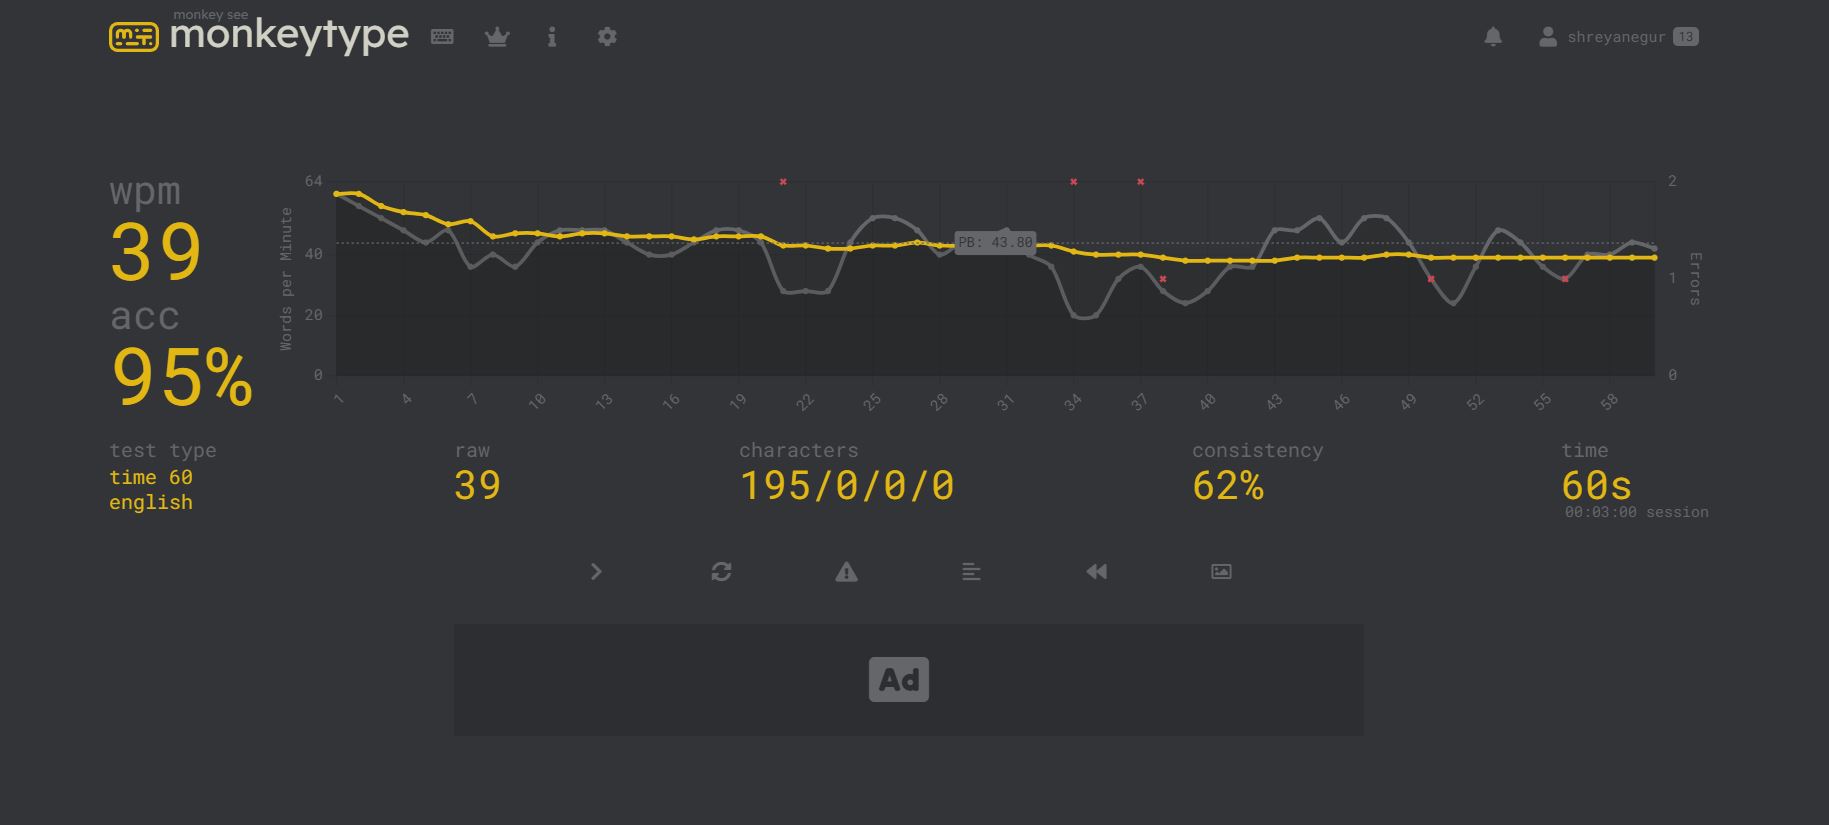 monkey see
monkeytype
shreyanegur 13
wpm
39
acc
95%
Words per Minute
64
40
20
0
PB: 43.80
2
1
0
Errors
1 4 7 10 13 16 19 22 25 28 31 34 37 40 43 46 49 52 55 58
test type
time 60
english
raw
39
characters
195/0/0/0
consistency
62%
time
60s
00:03:00 session
Ad